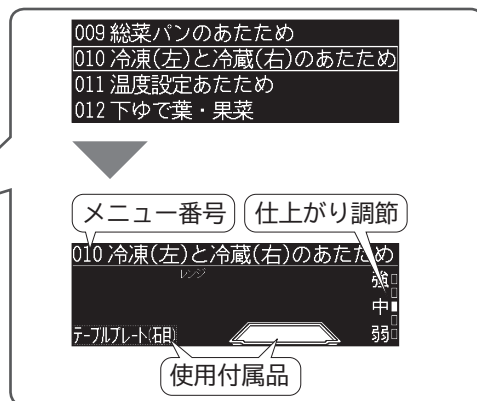 009 総菜パンのあたため
010 冷凍(左)と冷蔵(右)のあたため
011 温度設定あたため
012 下ゆで葉・果菜
メニュー番号
仕上がり調節
010 冷凍(左)と冷蔵(右)のあたため
レンジ
強
中
テーブルプレート(石目)
弱
使用付属品